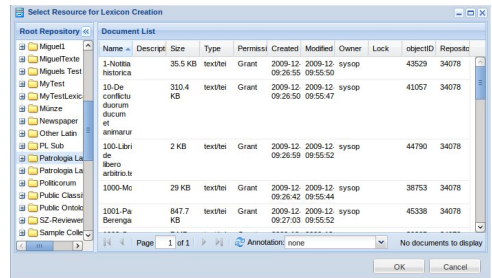 Select Resource for Lexicon Creation
Root Repository
Miguel1
MiguelTexte
Miguels Test
MyTest
MyTestLexic
Münze
Newspaper
Other Latin
PL Sub
Patrologia La
Patrologia La
Politicorum
Public Classi
Public Ontolo
SZ-Reviewer
Sample Colle
Document List
Name Descripti Size Type Permissi Created Modified Owner Lock objectID Reposito
1-Notitia historica 35.5 KB text/tei Grant 2009-12- 09:26:55 2009-12- 09:55:50 sysop 43529 34078
10-De conflictu duorum ducum et animarur 310.4 KB text/tei Grant 2009-12- 09:26:50 2009-12- 09:55:47 sysop 41057 34078
100-Libri de libero arbitrio.te 2 KB text/tei Grant 2009-12- 09:26:59 2009-12- 09:55:52 sysop 44790 34078
1000-Mc 29 KB text/tei Grant 2009-12- 09:26:42 2009-12- 09:55:44 sysop 38753 34078
1001-Pa Berenga 847.7 KB text/tei Grant 2009-12- 09:27:03 2009-12- 09:55:52 sysop 45338 34078
Page 1 of 1 Annotation: none No documents to display
OK Cancel